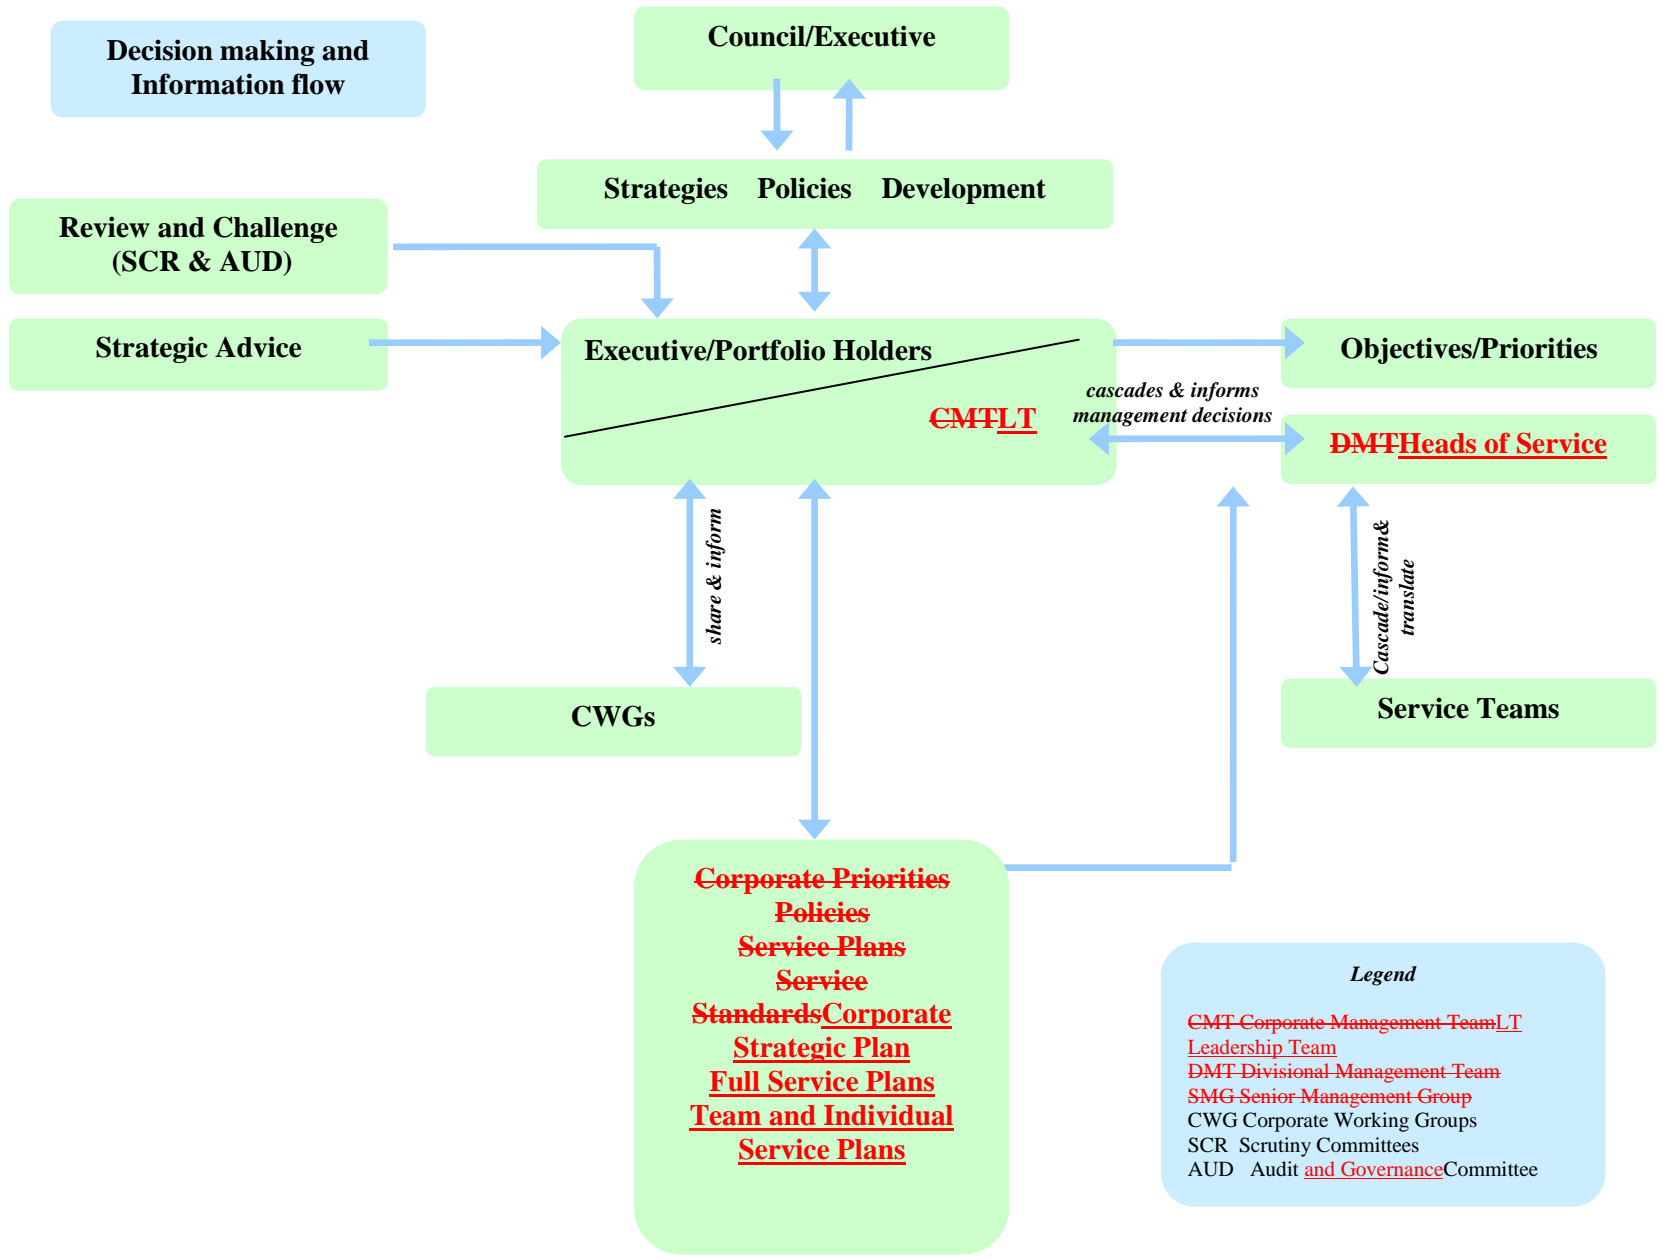 Decision making and
Information flow
Council/Executive
Strategies    Policies    Development
Review and Challenge
(SCR & AUD)
Strategic Advice
Executive/Portfolio Holders
CMTLT
cascades & informs
management decisions
Objectives/Priorities
DMTHeads of Service
share & inform
Cascade/inform&
translate
CWGs
Service Teams
Corporate Priorities
Policies
Service Plans
Service
StandardsCorporate
Strategic Plan
Full Service Plans
Team and Individual
Service Plans
Legend
CMT Corporate Management TeamLT
Leadership Team
DMT Divisional Management Team
SMG Senior Management Group
CWG Corporate Working Groups
SCR  Scrutiny Committees
AUD   Audit and GovernanceCommittee